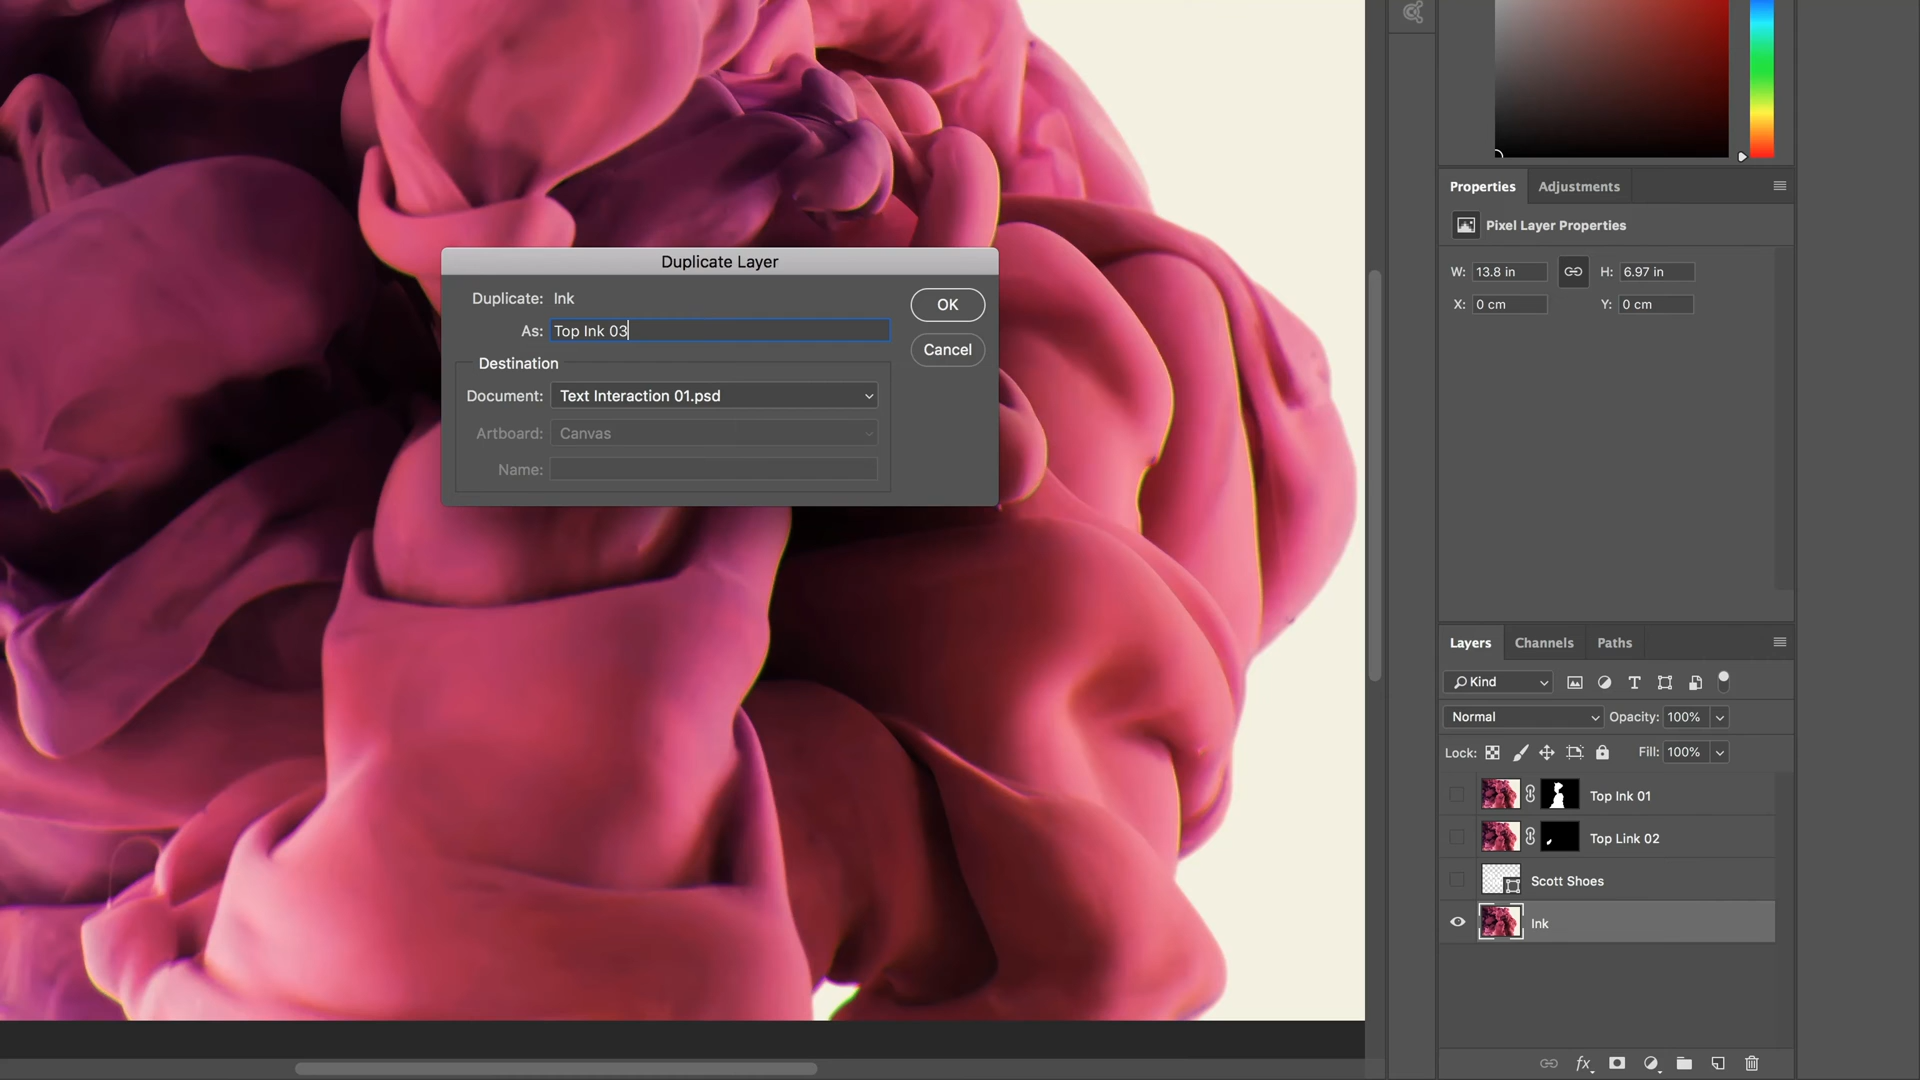 Duplicate Layer
Duplicate: Ink
As: Top Ink 03
OK
Cancel
Destination
Document: Text Interaction 01.psd
Artboard: Canvas
Name:
Properties Adjustments
Pixel Layer Properties
W: 13.8 in H: 6.97 in
X: 0 cm Y: 0 cm
Layers Channels Paths
Kind
Normal Opacity: 100%
Lock: Fill: 100%
Top Ink 01
Top Link 02
Scott Shoes
Ink
fx